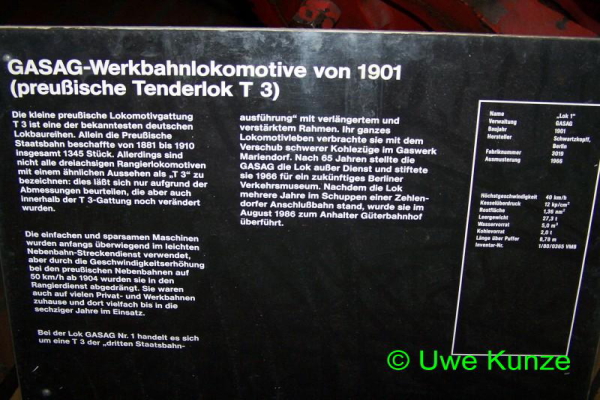 GASAG-Werkbahnlokomotive von 1901
(preußische Tenderlok T 3)
Die kleine preußische Lokomotivgattung
T 3 ist eine der bekanntesten deutschen
Lokbaureihen. Allein die Preußische
Staatsbahn beschaffte von 1881 bis 1910
insgesamt 1345 Stück. Allerdings sind
nicht alle dreiachsigen Rangierlokomotiven
mit einem ähnlichen Aussehen als „T 3" zu
bezeichnen: dies läßt sich nur aufgrund der
Abmessungen beurteilen, die aber auch
innerhalb der T 3-Gattung noch verändert
wurden.
Die einfachen und sparsamen Maschinen
wurden anfangs überwiegend im leichten
Nebenbahn-Streckendienst verwendet,
aber durch die Geschwindigkeitserhöhung
bei den preußischen Nebenbahnen auf
50 km/h ab 1904 wurden sie in den
Rangierdienst abgedrängt. Sie waren
auch auf vielen Privat- und Werkbahnen
zuhause und dort vielfach bis in die
sechziger Jahre im Einsatz.
Bei der Lok GASAG Nr. 1 handelt es sich
um eine T 3 der „dritten Staatsbahn-
ausführung" mit verlängertem und
verstärktem Rahmen. Ihr ganzes
Lokomotivleben verbrachte sie mit dem
Verschub schwerer Kohlezüge im Gaswerk
Mariendorf. Nach 65 Jahren stellte die
GASAG die Lok außer Dienst und stiftete
sie 1966 für ein zukünftiges Berliner
Verkehrsmuseum. Nachdem die Lok
mehrere Jahre im Schuppen einer Zehlen-
dorfer Anschlußbahn stand, wurde sie im
August 1986 zum Anhalter Güterbahnhof
überführt.
Name „Lok 1"
Verwaltung GASAG
Baujahr 1901
Hersteller Schwartzkopff,
Berlin
Fabriknummer
Ausmusterung 1966
Höchstgeschwindigkeit 40 km/h
Kesselüberdruck 12 kp/cm²
Rostfläche 1,36 m²
Leergewicht 27,3 t
Wasservorrat 5,0 m³
Kohlevorrat 2,0 t
Länge über Puffer 8,78 m
Inventar-Nr. 1/80/0265 VMB
© Uwe Kunze